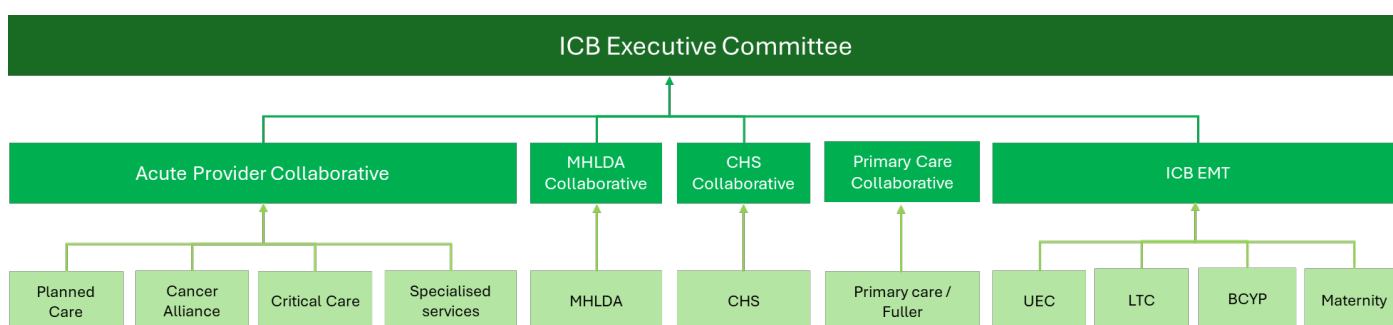 ICB Executive Committee
Acute Provider Collaborative
MHLDA
Collaborative
CHS
Collaborative
Primary Care
Collaborative
ICB EMT
Planned
Care
Cancer
Alliance
Critical Care
Specialised
services
MHLDA
CHS
Primary care /
Fuller
UEC
LTC
BCYP
Maternity